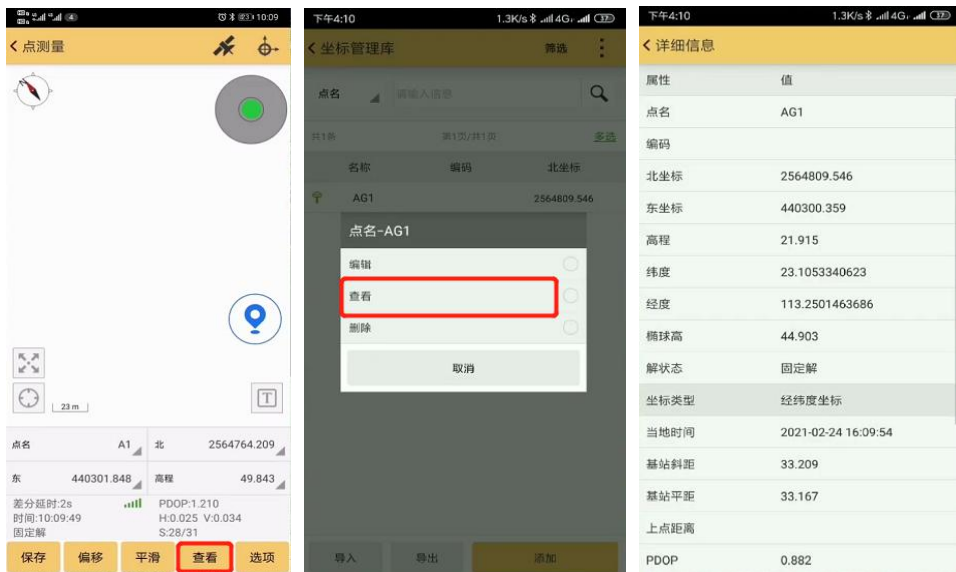 10:09
点测量
23 m
T
点名 A1 北 2564764.209
东 440301.848 高程 49.843
差分延时:2s PDOP:1.210
时间:10:09:49 H:0.025 V:0.034
固定解 S:28/31
保存 偏移 平滑 查看 选项
下午4:10 1.3K/s 4G 37
坐标管理库 筛选
点名 请输入信息
共1条 第1页/共1页 多选
名称 编码 北坐标
AG1 2564809.546
点名-AG1
编辑
查看
删除
取消
导入 导出 添加
下午4:10 1.3K/s 4G 37
详细信息
属性 值
点名 AG1
编码
北坐标 2564809.546
东坐标 440300.359
高程 21.915
纬度 23.1053340623
经度 113.2501463686
椭球高 44.903
解状态 固定解
坐标类型 经纬度坐标
当地时间 2021-02-24 16:09:54
基站斜距 33.209
基站平距 33.167
上点距离
PDOP 0.882